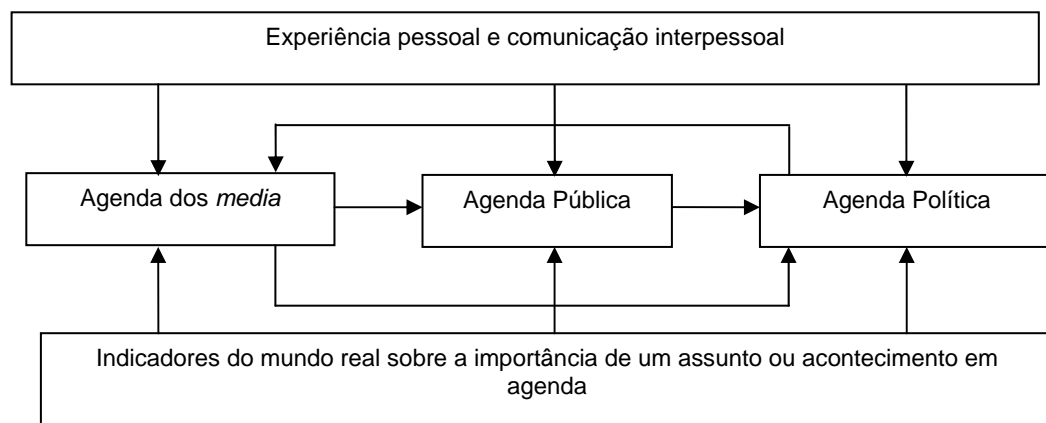 Experiência pessoal e comunicação interpessoal
Agenda dos media
Agenda Pública
Agenda Política
Indicadores do mundo real sobre a importância de um assunto ou acontecimento em
agenda